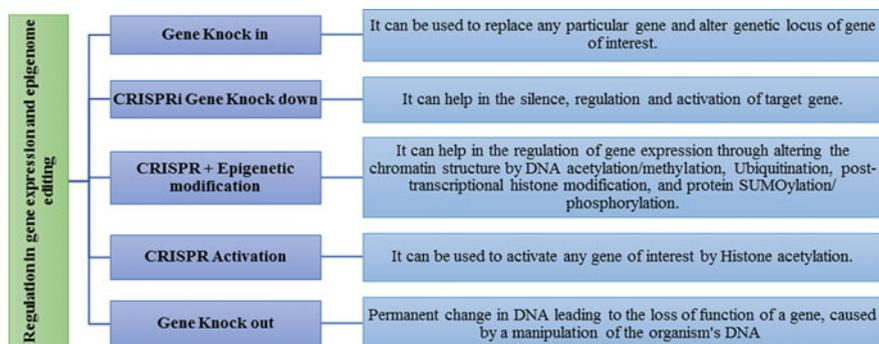 Regulation in gene expression and epigenome
editing
Gene Knock in
It can be used to replace any particular gene and alter genetic locus of gene
of interest.
CRISPRi Gene Knock down
It can help in the silence, regulation and activation of target gene.
CRISPR + Epigenetic
modification
It can help in the regulation of gene expression through altering the
chromatin structure by DNA acetylation/methylation, Ubiquitination, post-
transcriptional histone modification, and protein SUMOylation/
phosphorylation.
CRISPR Activation
It can be used to activate any gene of interest by Histone acetylation.
Gene Knock out
Permanent change in DNA leading to the loss of function of a gene, caused
by a manipulation of the organism's DNA